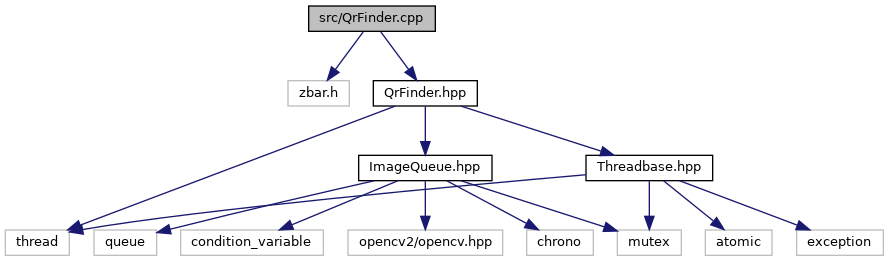 src/QrFinder.cpp
zbar.h
QrFinder.hpp
ImageQueue.hpp
Threadbase.hpp
thread
queue
condition_variable
opencv2/opencv.hpp
chrono
mutex
atomic
exception